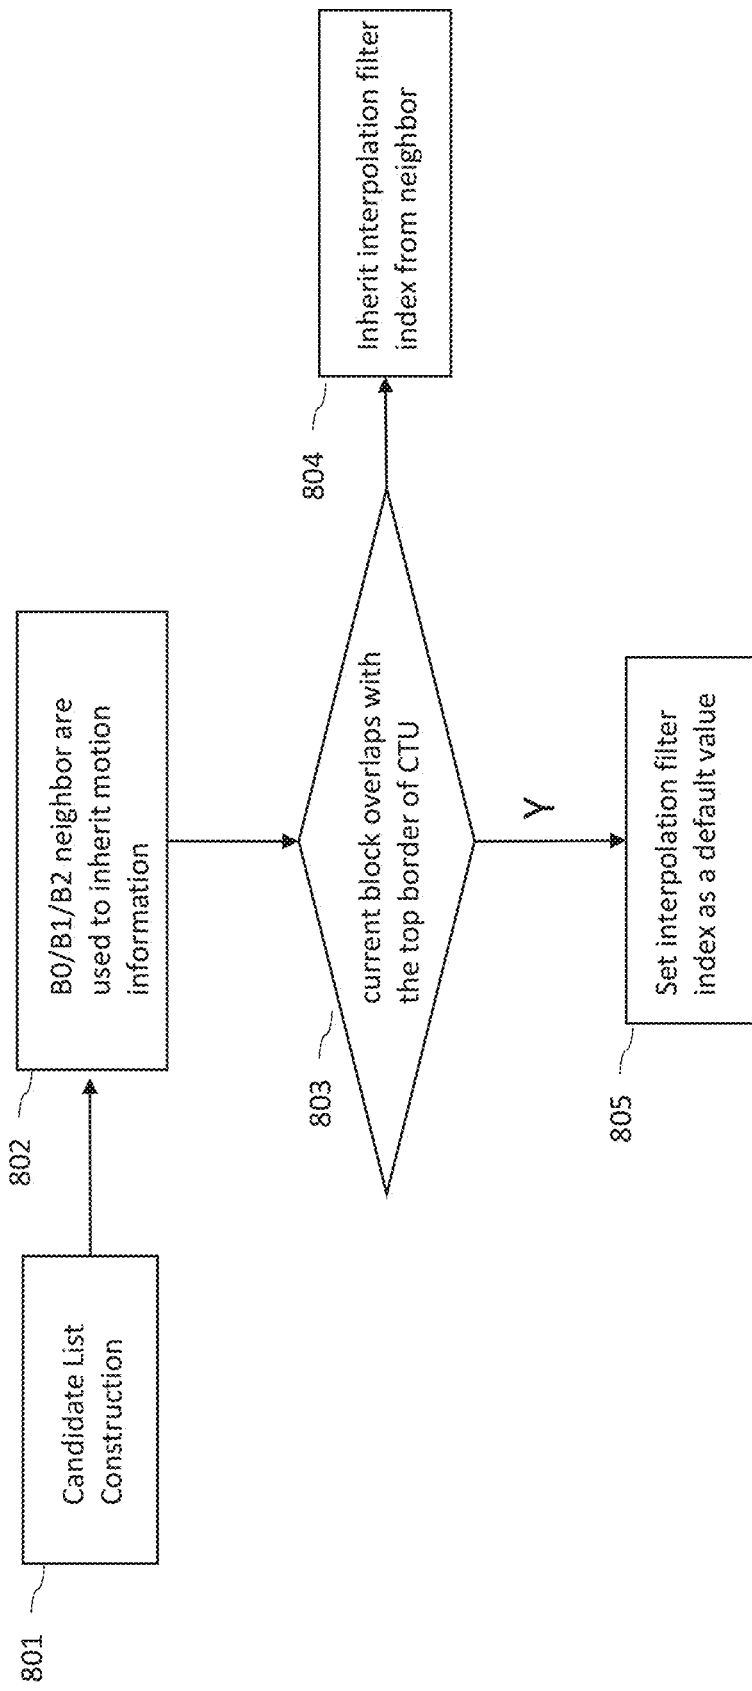 801
Candidate List
Construction
802
B0/B1/B2 neighbor are
used to inherit motion
information
803
current block overlaps with
the top border of CTU
804
Inherit interpolation filter
index from neighbor
Y
805
Set interpolation filter
index as a default value